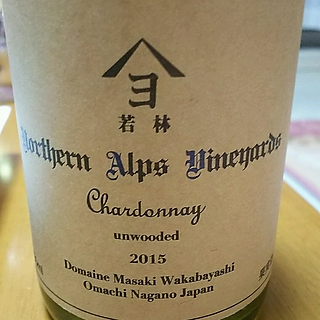 ヨ
若林
Northern Alps Vineyards
Chardonnay
unwooded
2015
Domaine Masaki Wakabayashi
Omachi Nagano Japan